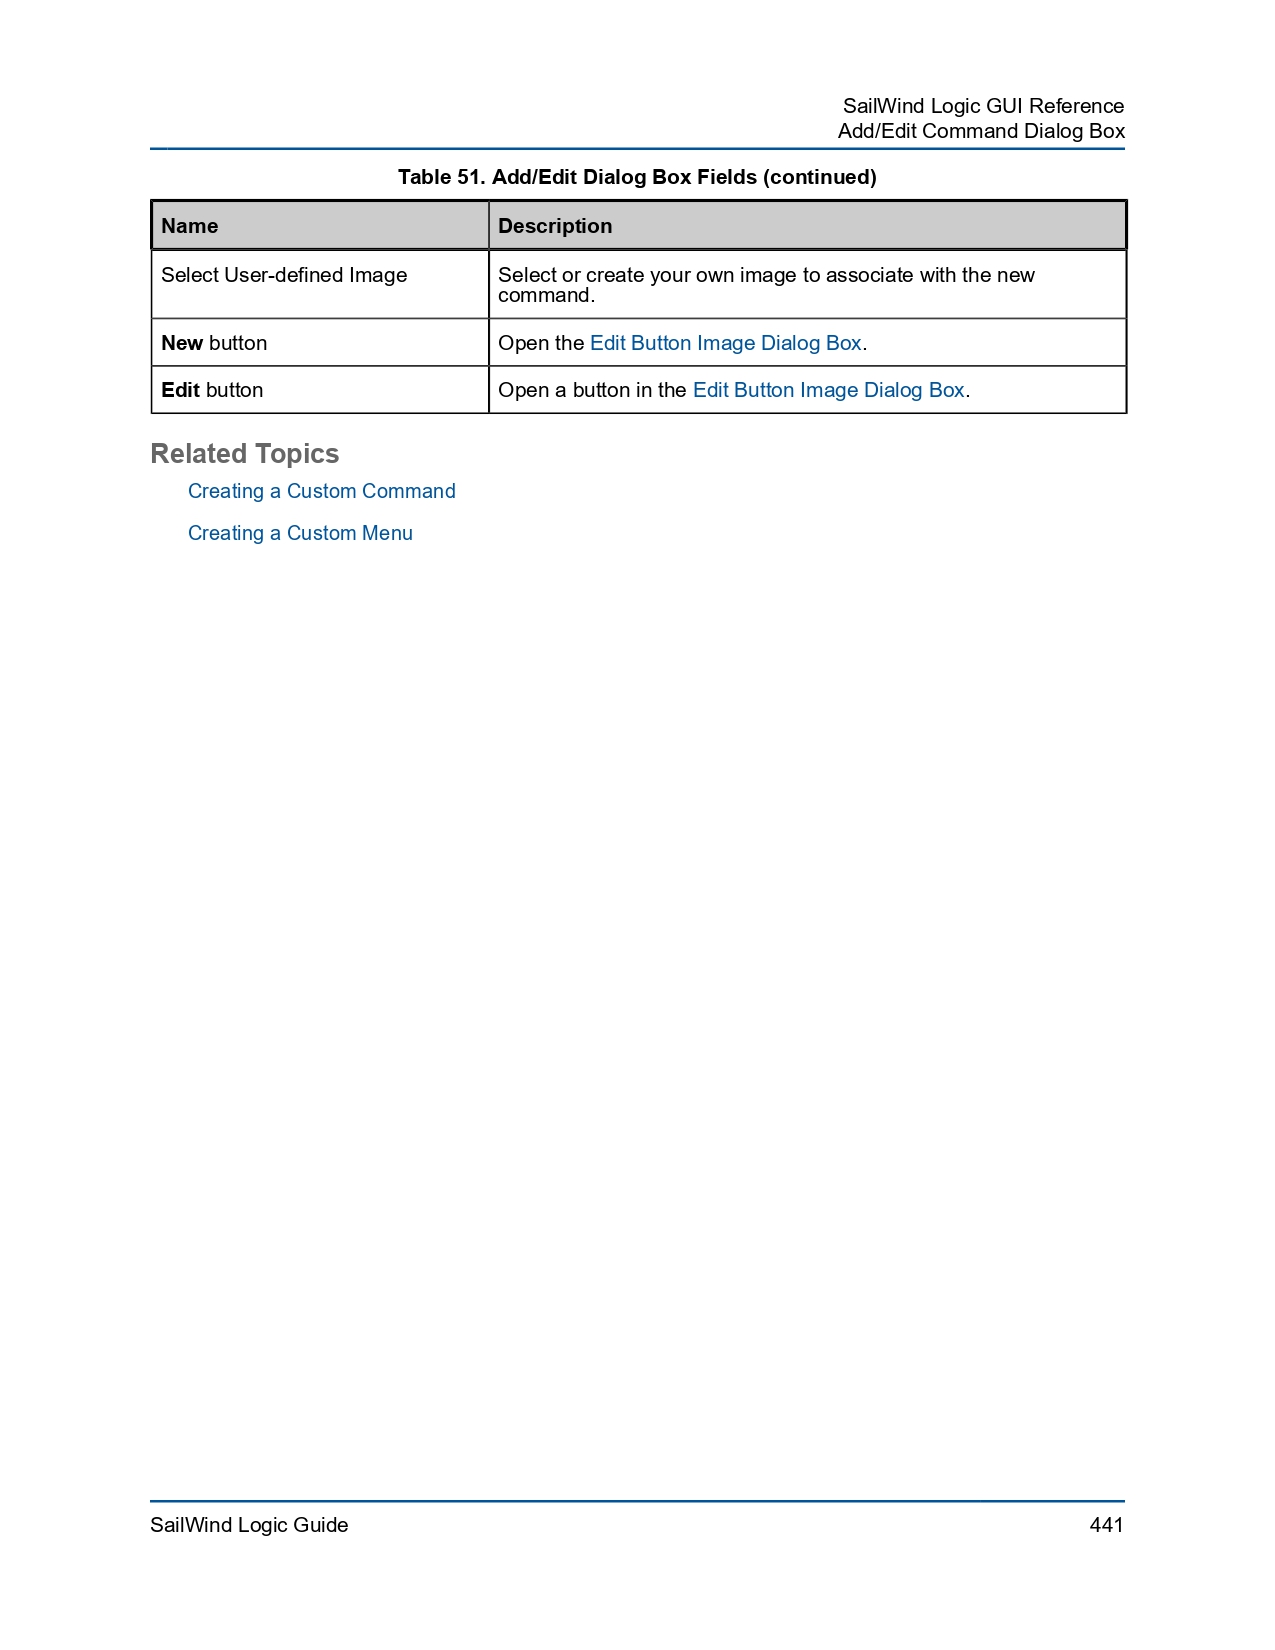 SailWind Logic GUI Reference
Add/Edit Command Dialog Box
Table 51. Add/Edit Dialog Box Fields (continued)
Name Description
Select User-defined Image Select or create your own image to associate with the new
command.
New button Open the Edit Button Image Dialog Box.
Edit button Open a button in the Edit Button Image Dialog Box.
Related Topics
Creating a Custom Command
Creating a Custom Menu
SailWind Logic Guide 441